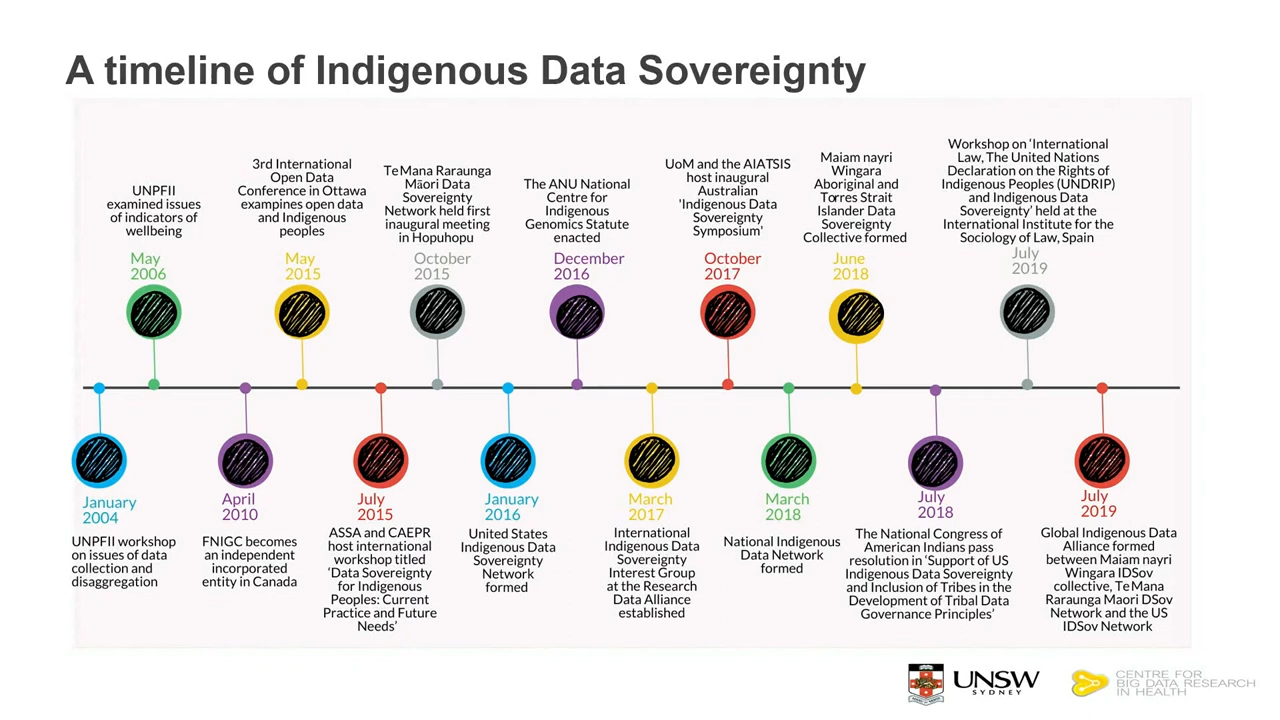 A timeline of Indigenous Data Sovereignty
UNPFII
examined issues
of indicators of
wellbeing
May
2006
3rd International
Open Data
Conference in Ottawa
exampines open data
and Indigenous
peoples
May
2015
Te Mana Raraunga
Māori Data
Sovereignty
Network held first
inaugural meeting
in Hopuhopu
October
2015
The ANU National
Centre for
Indigenous
Genomics Statute
enacted
December
2016
UoM and the AIATSIS
host inaugural
Australian
'Indigenous Data
Sovereignty
Symposium'
October
2017
Maiam nayri
Wingara
Aboriginal and
Torres Strait
Islander Data
Sovereignty
Collective formed
June
2018
Workshop on ‘International
Law, The United Nations
Declaration on the Rights of
Indigenous Peoples (UNDRIP)
and Indigenous Data
Sovereignty’ held at the
International Institute for the
Sociology of Law, Spain
July
2019
January
2004
UNPFII workshop
on issues of data
collection and
disaggregation
April
2010
FNIGC becomes
an independent
incorporated
entity in Canada
July
2015
ASSA and CAEPR
host international
workshop titled
‘Data Sovereignty
for Indigenous
Peoples: Current
Practice and Future
Needs’
January
2016
United States
Indigenous Data
Sovereignty
Network
formed
March
2017
International
Indigenous Data
Sovereignty
Interest Group
at the Research
Data Alliance
established
March
2018
National Indigenous
Data Network
formed
July
2018
The National Congress of
American Indians pass
resolution in ‘Support of US
Indigenous Data Sovereignty
and Inclusion of Tribes in the
Development of Tribal Data
Governance Principles’
July
2019
Global Indigenous Data
Alliance formed
between Maiam nayri
Wingara IDSov
collective, Te Mana
Raraunga Maori DSov
Network and the US
IDSov Network
UNSW
SYDNEY
CENTRE FOR
BIG DATA RESEARCH
IN HEALTH